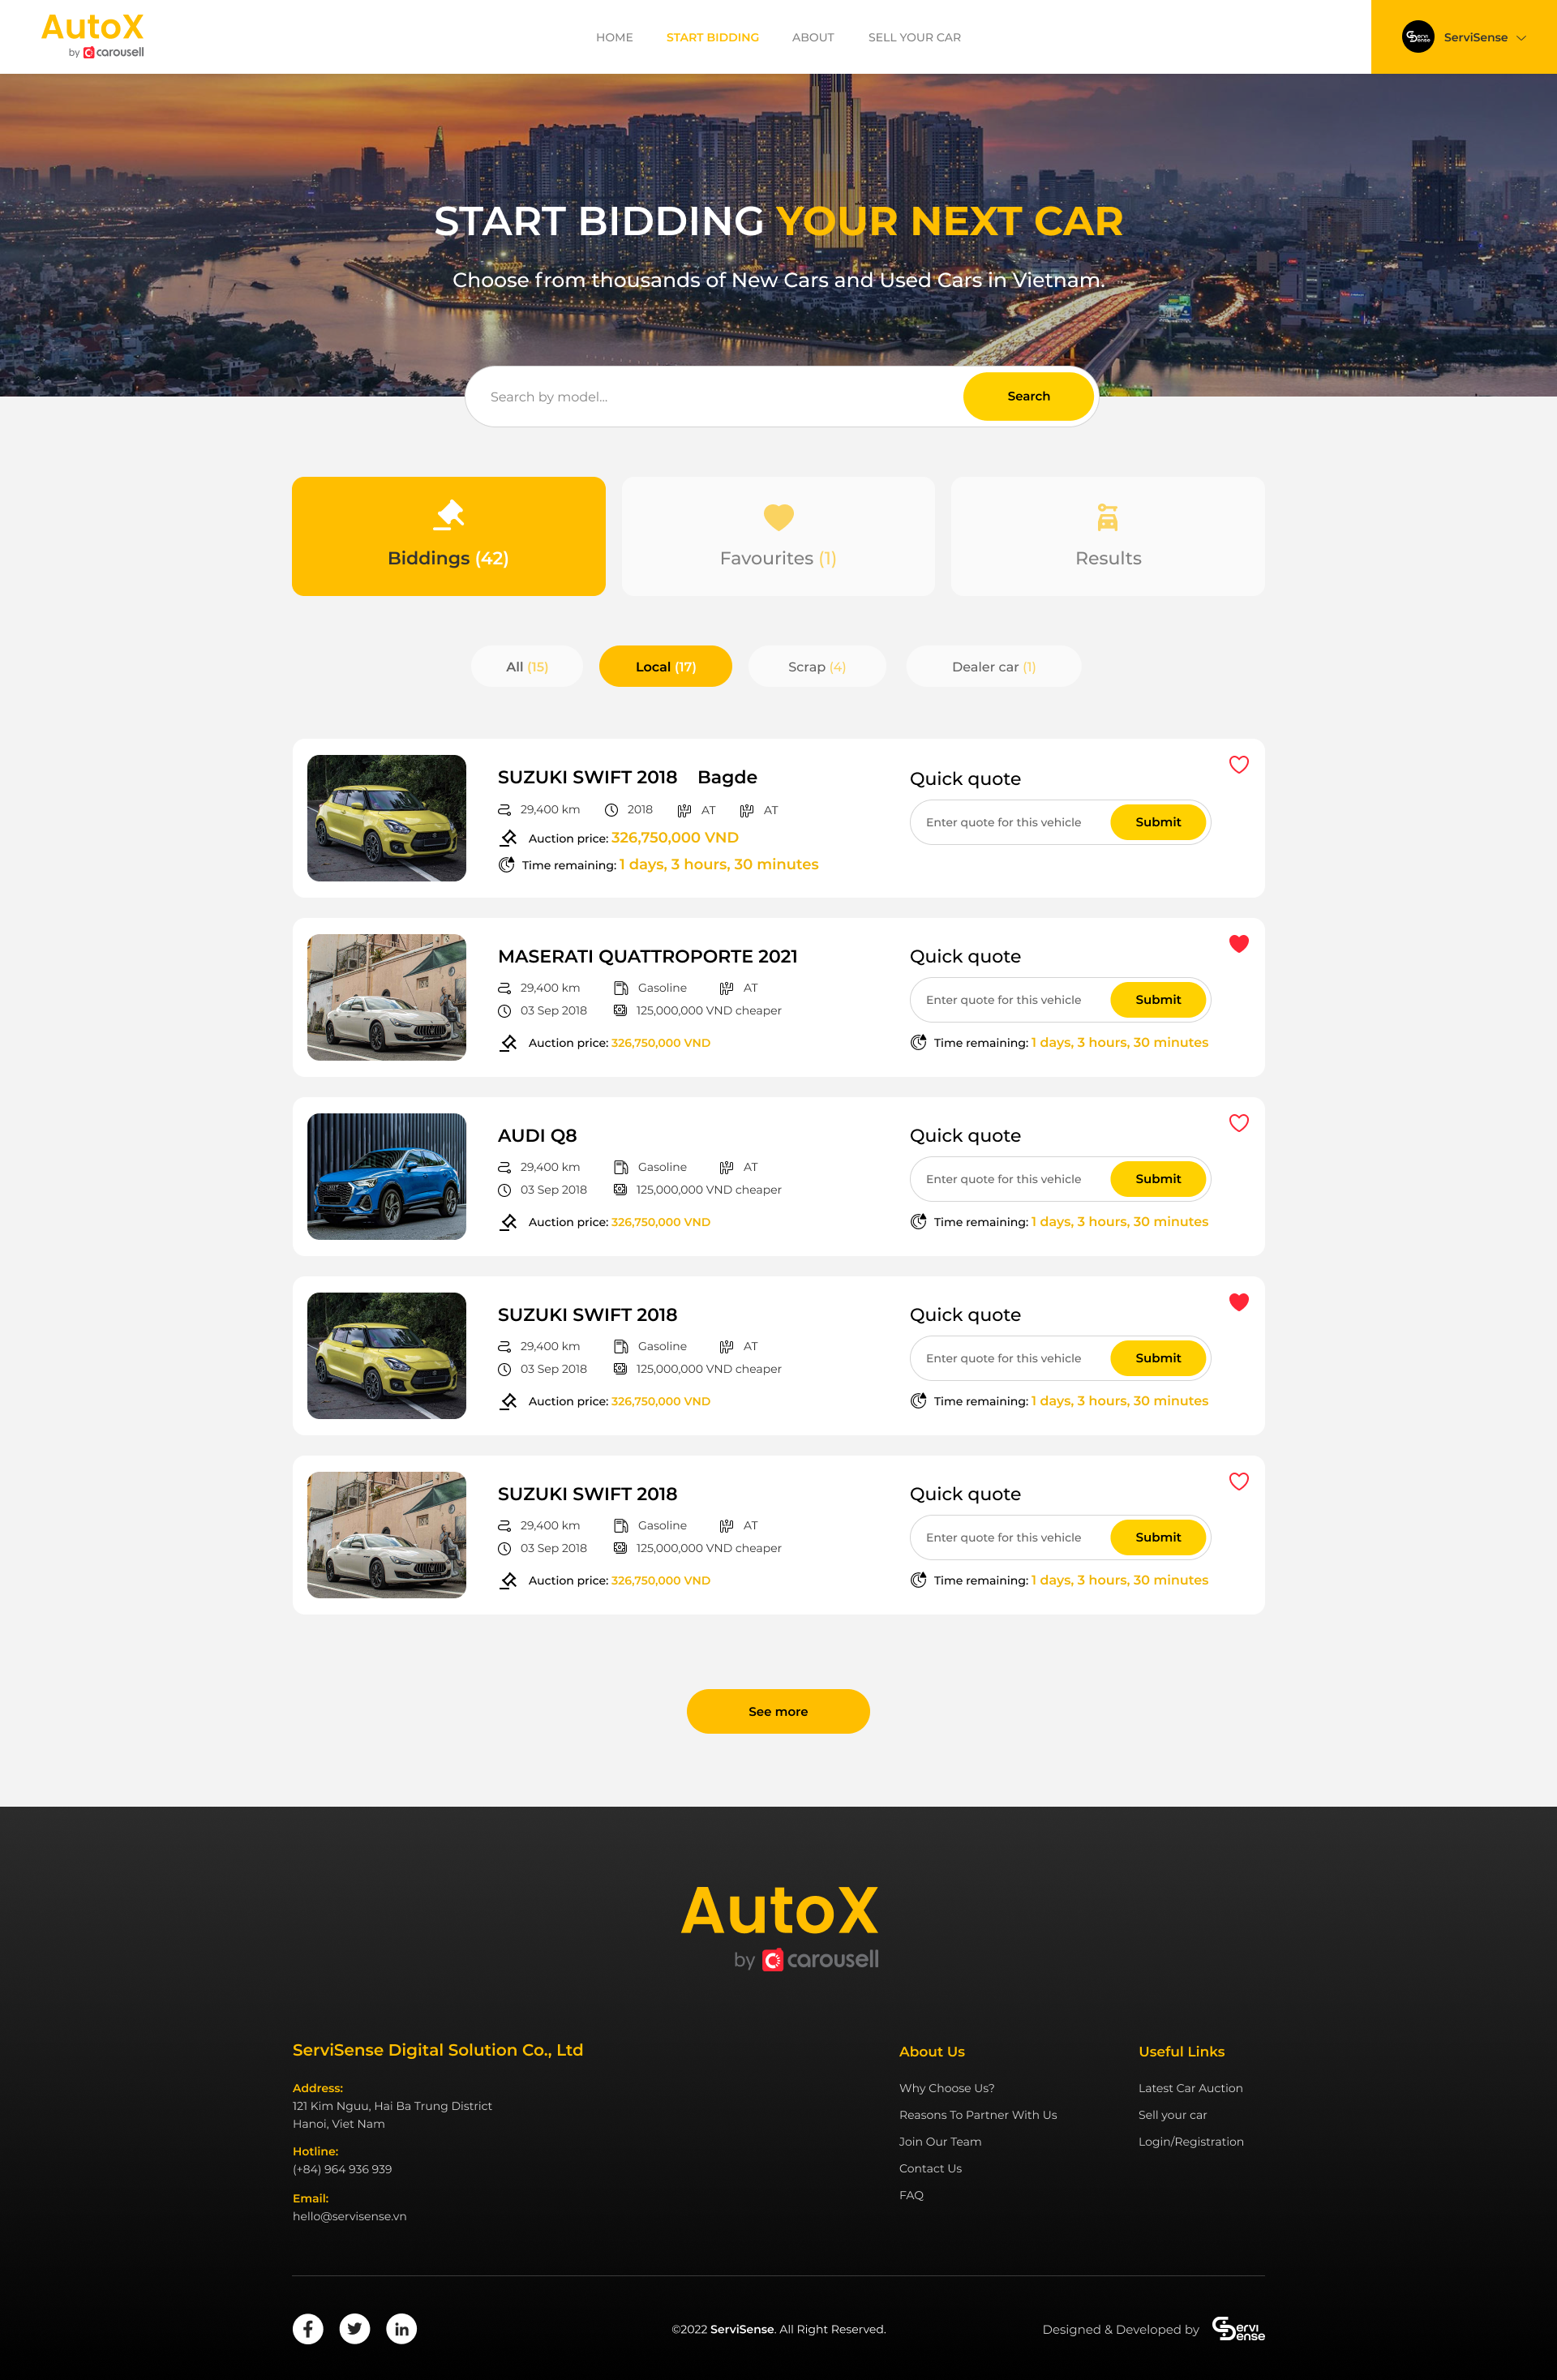 AutoX
by carousell
HOME START BIDDING ABOUT SELL YOUR CAR
ServiSense
START BIDDING YOUR NEXT CAR
Choose from thousands of New Cars and Used Cars in Vietnam.
Search by model... Search
Biddings (42)
Favourites (1)
Results
All (15) Local (17) Scrap (4) Dealer car (1)
SUZUKI SWIFT 2018 Bagde
29,400 km 2018 AT AT
Auction price: 326,750,000 VND
Time remaining: 1 days, 3 hours, 30 minutes
Quick quote
Enter quote for this vehicle Submit
MASERATI QUATTROPORTE 2021
29,400 km Gasoline AT
03 Sep 2018 125,000,000 VND cheaper
Auction price: 326,750,000 VND
Quick quote
Enter quote for this vehicle Submit
Time remaining: 1 days, 3 hours, 30 minutes
AUDI Q8
29,400 km Gasoline AT
03 Sep 2018 125,000,000 VND cheaper
Auction price: 326,750,000 VND
Quick quote
Enter quote for this vehicle Submit
Time remaining: 1 days, 3 hours, 30 minutes
SUZUKI SWIFT 2018
29,400 km Gasoline AT
03 Sep 2018 125,000,000 VND cheaper
Auction price: 326,750,000 VND
Quick quote
Enter quote for this vehicle Submit
Time remaining: 1 days, 3 hours, 30 minutes
SUZUKI SWIFT 2018
29,400 km Gasoline AT
03 Sep 2018 125,000,000 VND cheaper
Auction price: 326,750,000 VND
Quick quote
Enter quote for this vehicle Submit
Time remaining: 1 days, 3 hours, 30 minutes
See more
AutoX
by carousell
ServiSense Digital Solution Co., Ltd
Address:
121 Kim Nguu, Hai Ba Trung District
Hanoi, Viet Nam
Hotline:
(+84) 964 936 939
Email:
hello@servisense.vn
About Us
Why Choose Us?
Reasons To Partner With Us
Join Our Team
Contact Us
FAQ
Useful Links
Latest Car Auction
Sell your car
Login/Registration
©2022 ServiSense. All Right Reserved.
Designed & Developed by ServiSense